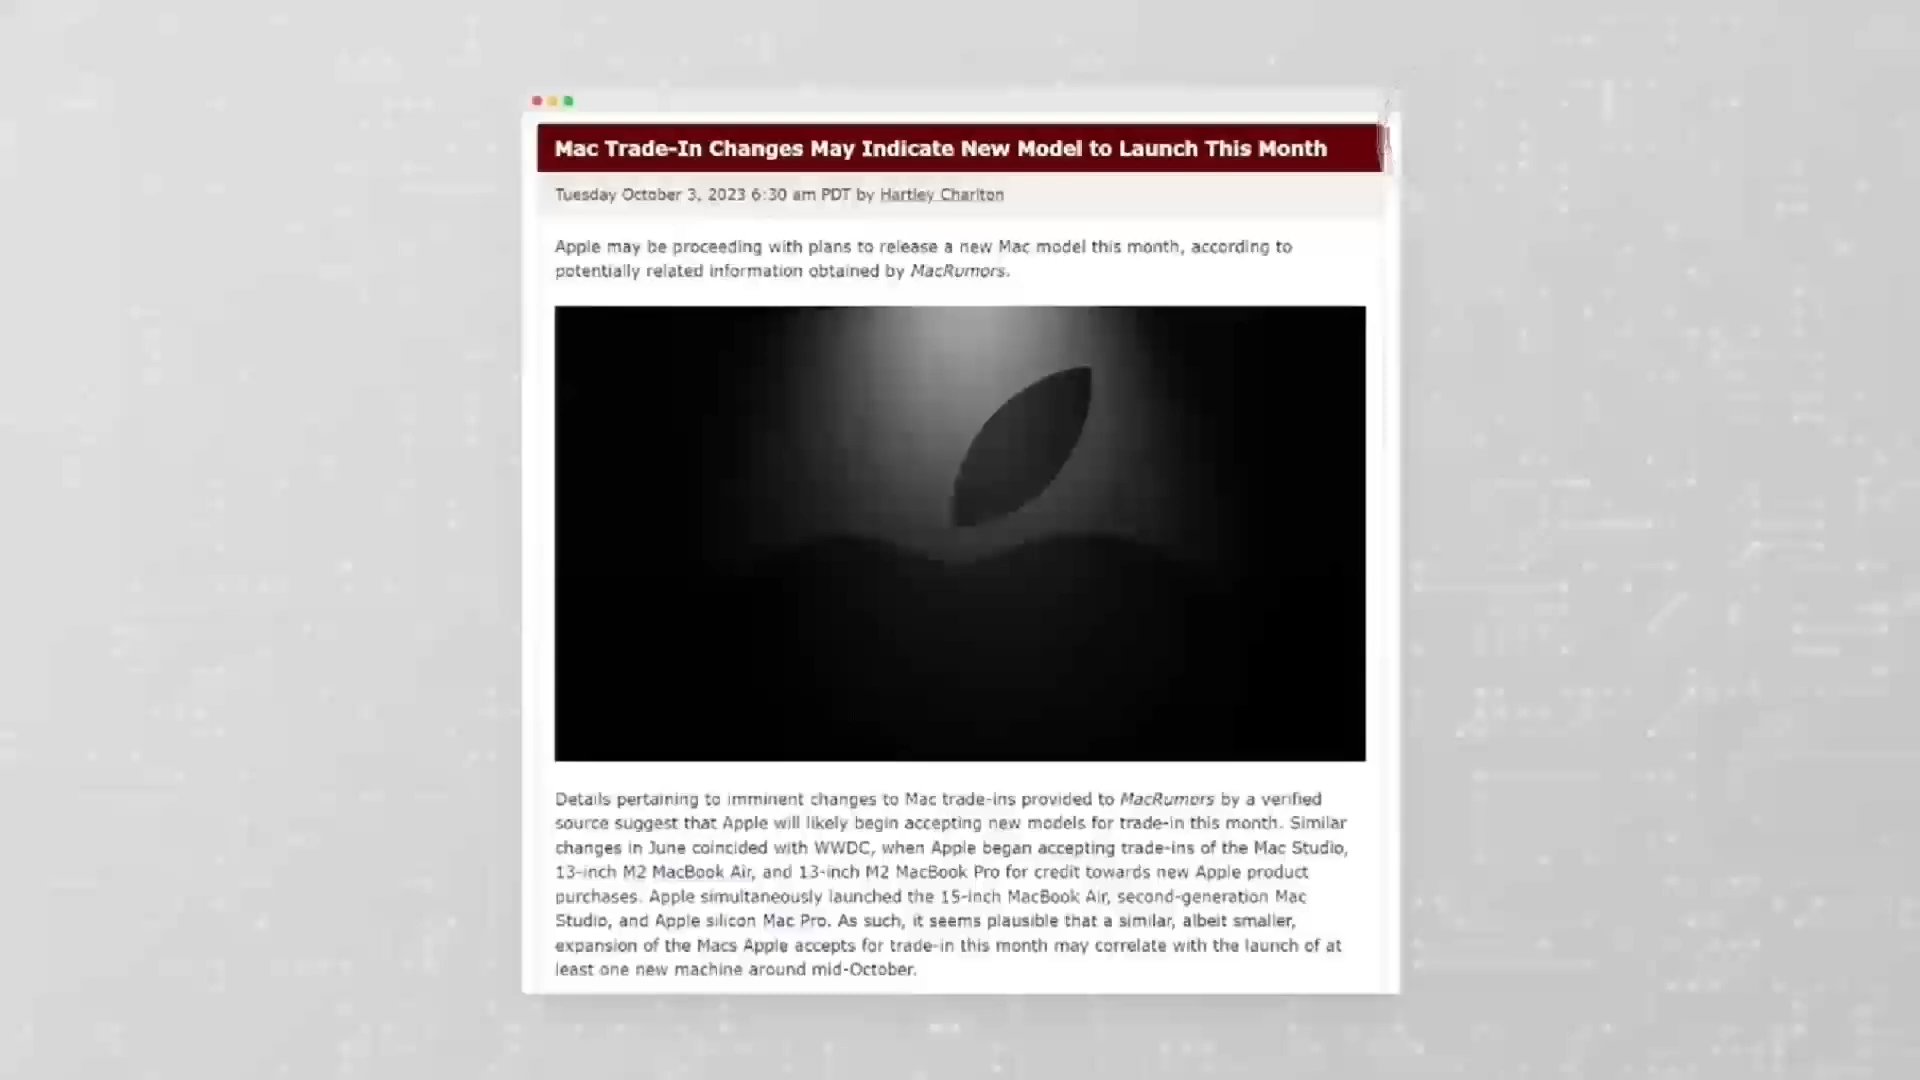 Mac Trade-In Changes May Indicate New Model to Launch This Month
Tuesday October 3, 2023 6:30 am PDT by Hartley Charlton
Apple may be proceeding with plans to release a new Mac model this month, according to
potentially related information obtained by MacRumors.
Details pertaining to imminent changes to Mac trade-ins provided to MacRumors by a verified
source suggest that Apple will likely begin accepting new models for trade-in this month. Similar
changes in June coincided with WWDC, when Apple began accepting trade-ins of the Mac Studio,
13-inch M2 MacBook Air, and 13-inch M2 MacBook Pro for credit towards new Apple product
purchases. Apple simultaneously launched the 15-inch MacBook Air, second-generation Mac
Studio, and Apple silicon Mac Pro. As such, it seems plausible that a similar, albeit smaller,
expansion of the Macs Apple accepts for trade-in this month may correlate with the launch of at
least one new machine around mid-October.